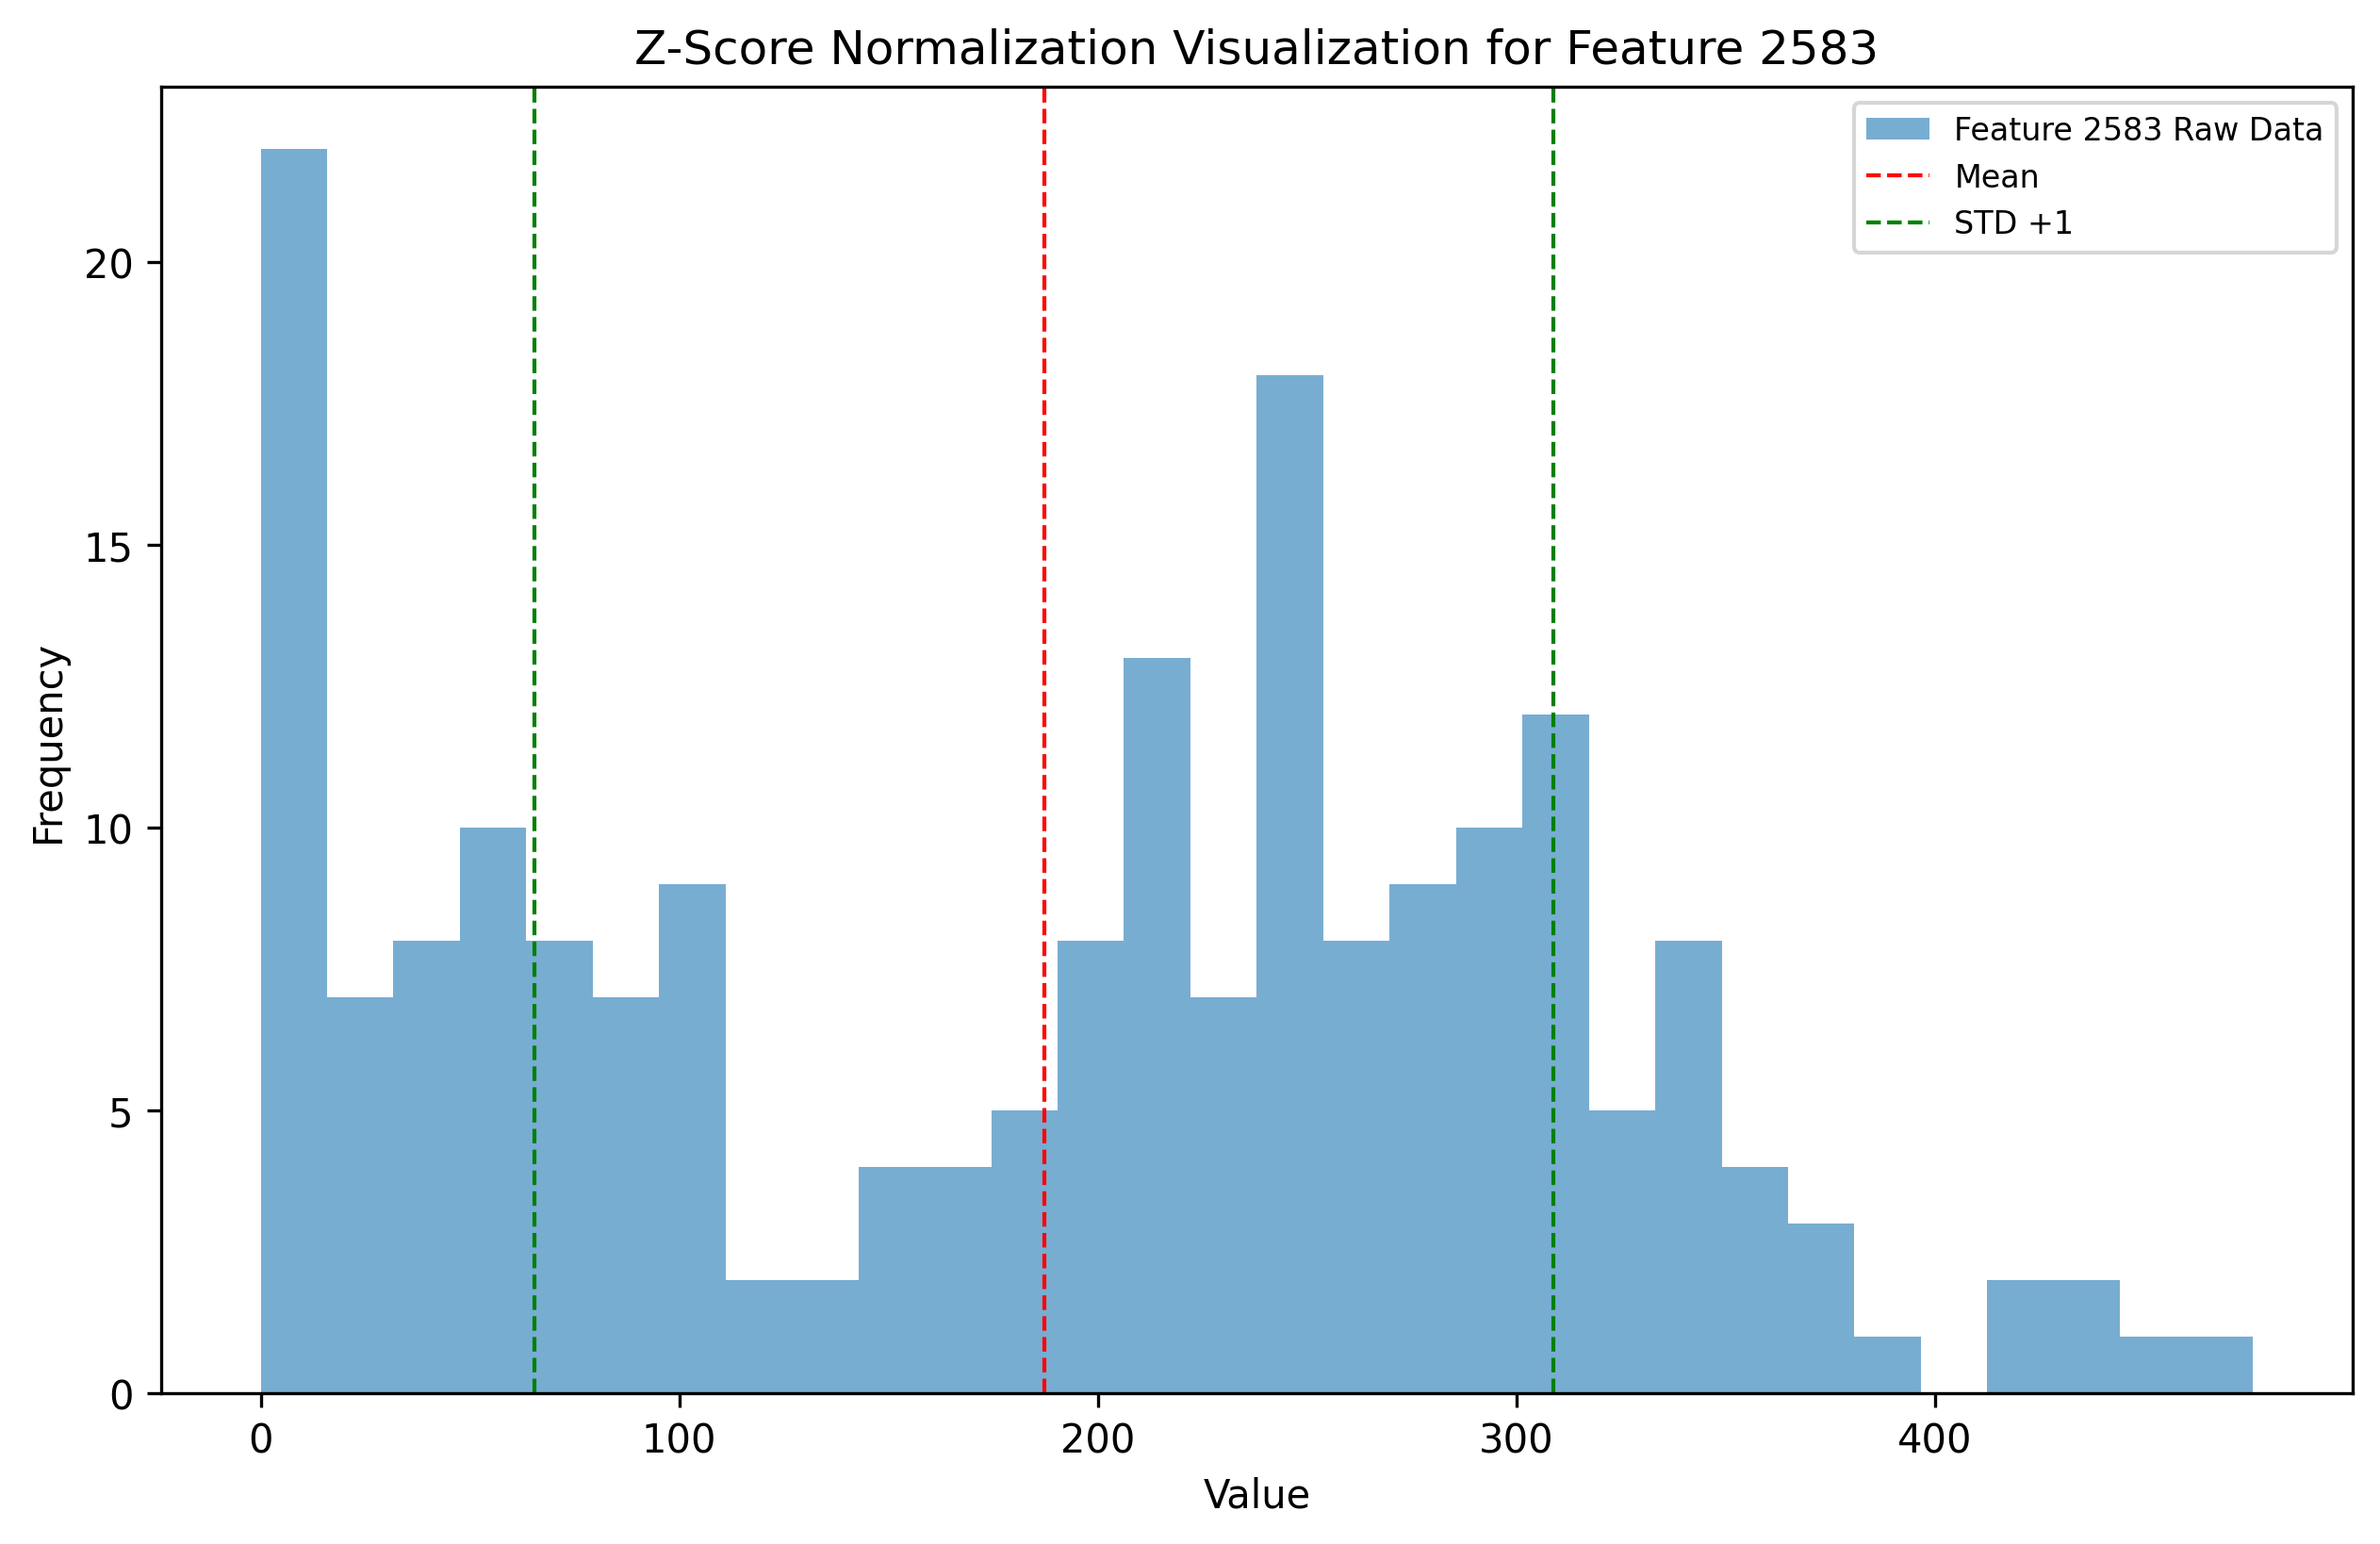 Z-Score Normalization Visualization for Feature 2583
Feature 2583 Raw Data
Mean
STD +1
Frequency
20
15
10
5
0
0 100 200 300 400
Value